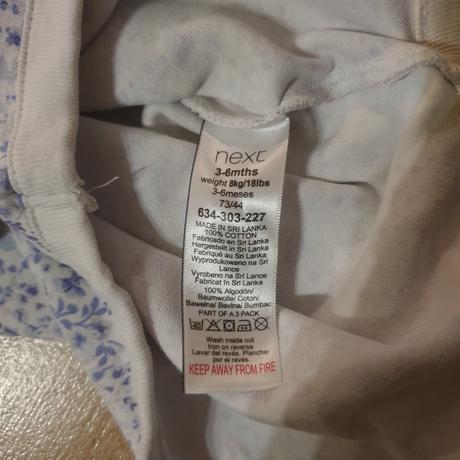 next
3-6mths
weight 8kg/18lbs
3-6meses
73/44
634-303-227
MADE IN SRI LANKA
100% COTTON
Fabricado en Sri Lanka
Hergestellt in Sri Lanka
Fabriqué au Sri Lanka
Wyprodukowano na Sri
Lance
Vyrobeno na Sri Lance
Fabricat în Sri Lanka
100% Algodón/
Baumwolle/ Coton/
Bawełna/ Bavlna/ Bumbac
PART OF A 3 PACK
Wash inside out
Iron on reverse
Lavar del revés. Planchar
por el revés.
KEEP AWAY FROM FIRE